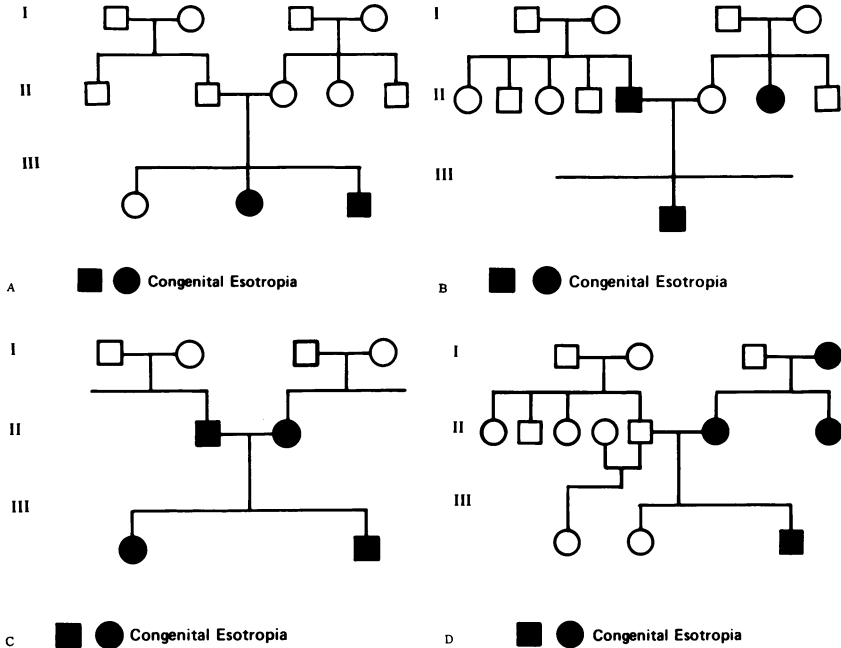 I
II
III
A Congenital Esotropia
I
II
III
B Congenital Esotropia
I
II
III
C Congenital Esotropia
I
II
III
D Congenital Esotropia